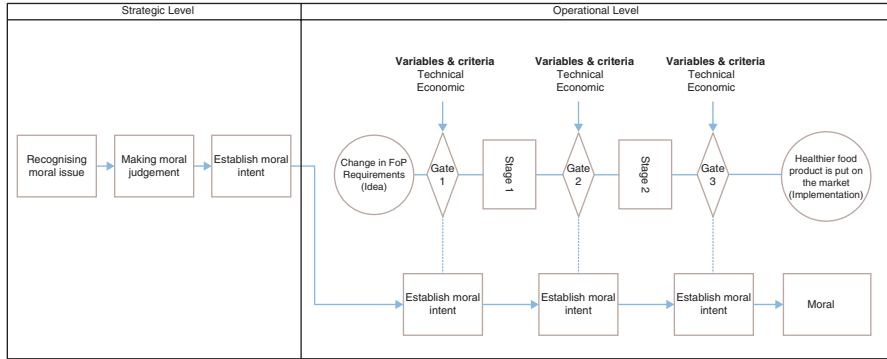 Strategic Level
Operational Level
Variables & criteria
Technical
Economic
Variables & criteria
Technical
Economic
Variables & criteria
Technical
Economic
Recognising
moral issue
Making moral
judgement
Establish moral
intent
Change in FoP
Requirements
(Idea)
Gate
1
Stage 1
Gate
2
Stage 2
Gate
3
Healthier food
product is put on
the market
(Implementation)
Establish moral
intent
Establish moral
intent
Establish moral
intent
Moral